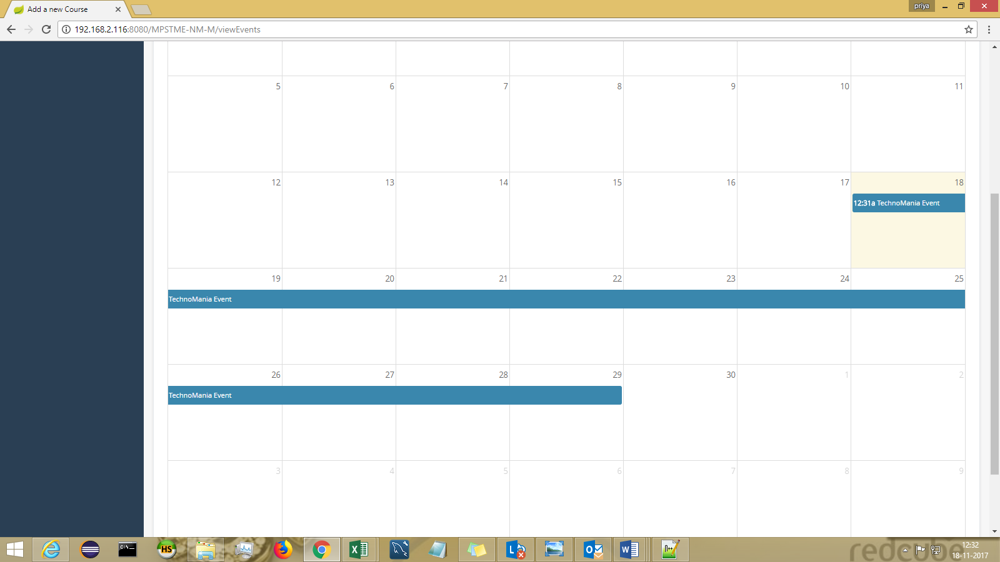 Add a new Course
priya
192.168.2.116:8080/MPSTME-NM-M/viewEvents
5 6 7 8 9 10 11
12 13 14 15 16 17 18
12:31a TechnoMania Event
19 20 21 22 23 24 25
TechnoMania Event
26 27 28 29 30 1 2
TechnoMania Event
3 4 5 6 7 8 9
C:\_
HS
redcube
12:32
18-11-2017